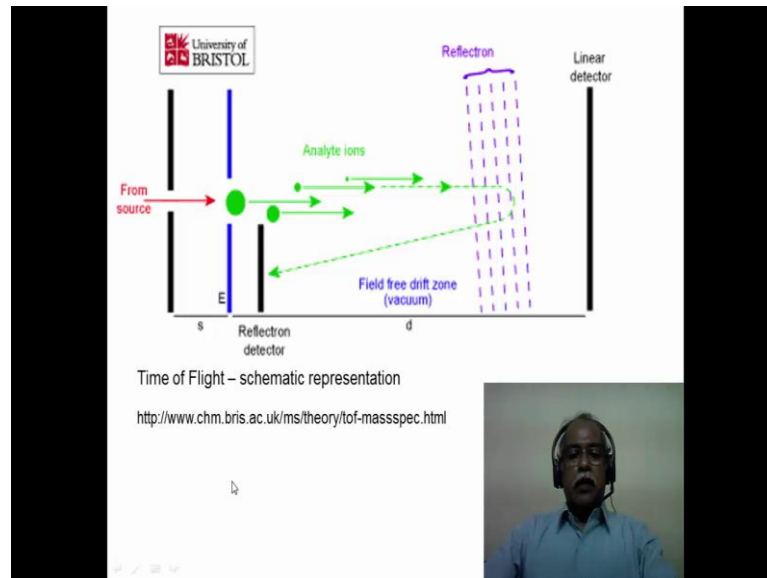 University of
BRISTOL
Reflectron
Linear
detector
Analyte ions
From
source
Field free drift zone
(vacuum)
E
s
d
Reflectron
detector
Time of Flight – schematic representation
http://www.chm.bris.ac.uk/ms/theory/tof-massspec.html